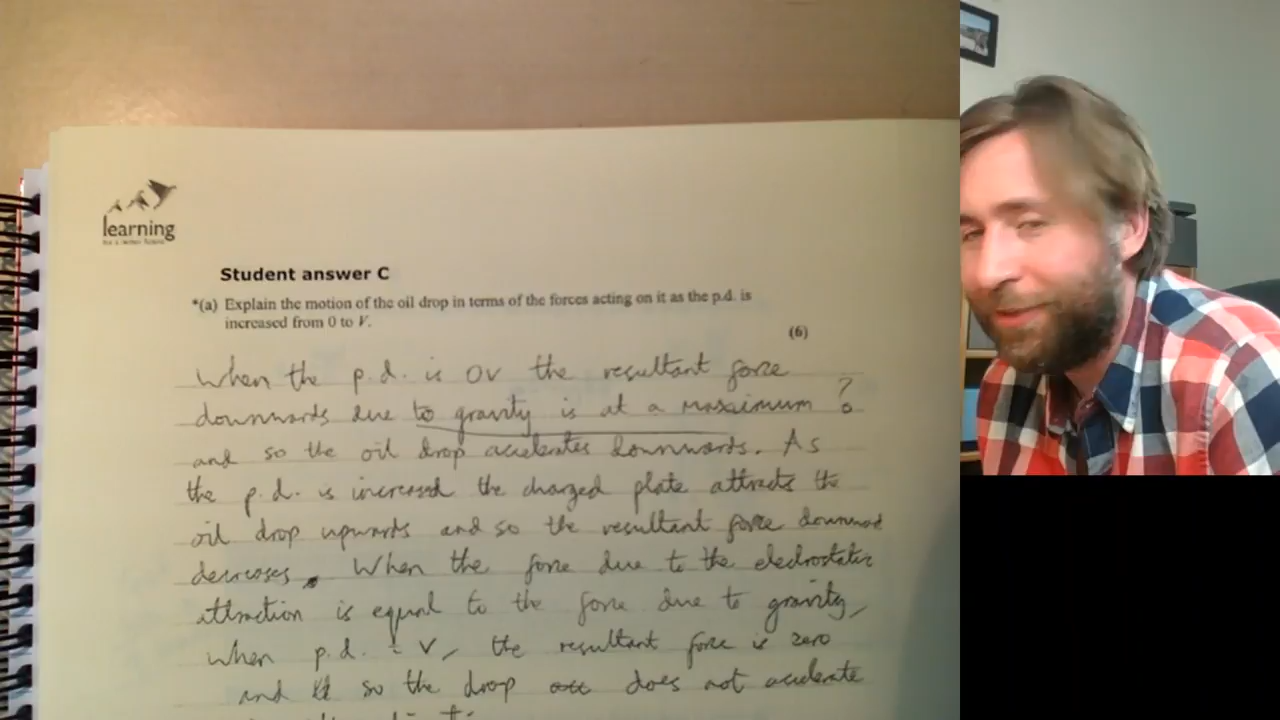 learning
for a better future
Student answer C
*(a) Explain the motion of the oil drop in terms of the forces acting on it as the p.d. is
increased from 0 to V.
(6)
When the p.d. is 0V the resultant force
downwards due to gravity is at a maximum ?
and so the oil drop accelerates downwards. As
the p.d. is increased the charged plate attracts the
oil drop upwards and so the resultant force downward
decreases. When the force due to the electrostatic
attraction is equal to the force due to gravity,
when p.d. = V, the resultant force is zero
and so the drop does not accelerate